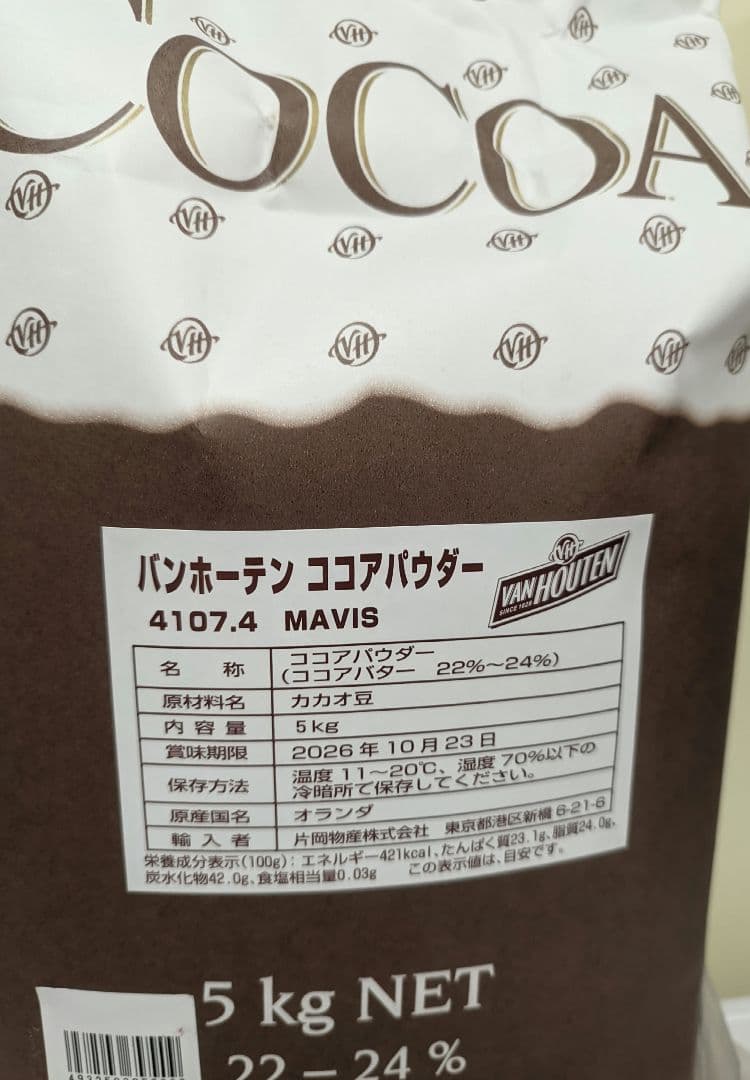 COCOA
バンホーテン ココアパウダー
4107.4 MAVIS
VH
VAN HOUTEN
SINCE 1828
名 称 ココアパウダー
(ココアバター 22%～24%)
原材料名 カカオ豆
内容量 5kg
賞味期限 2026年10月23日
保存方法 温度11～20℃、湿度70%以下の
冷暗所で保存してください。
原産国名 オランダ
輸入者 片岡物産株式会社 東京都港区新橋6-21-6
栄養成分表示(100g):エネルギー421kcal、たんぱく質23.1g、脂質24.0g、
炭水化物42.0g、食塩相当量0.03g この表示値は、目安です。
5 kg NET
22 – 24 %